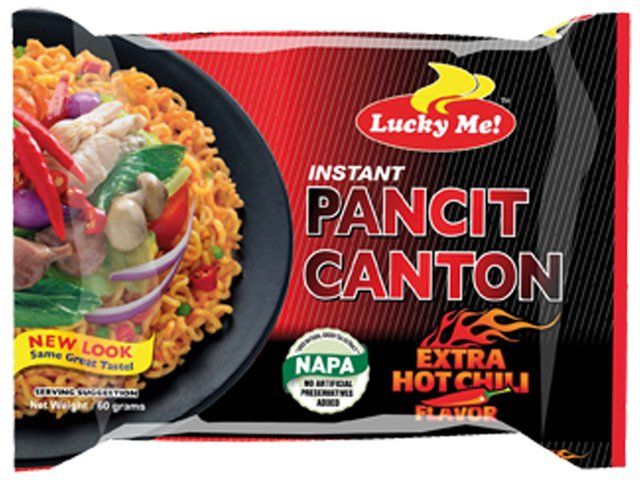 Lucky Me!
TM
INSTANT
PANCIT
CANTON
NEW LOOK
Same Great Taste!
SERVING SUGGESTION
Net Weight / 60 grams
NAPA
NO ARTIFICIAL
PRESERVATIVES
ADDED
EXTRA
HOT CHILI
FLAVOR